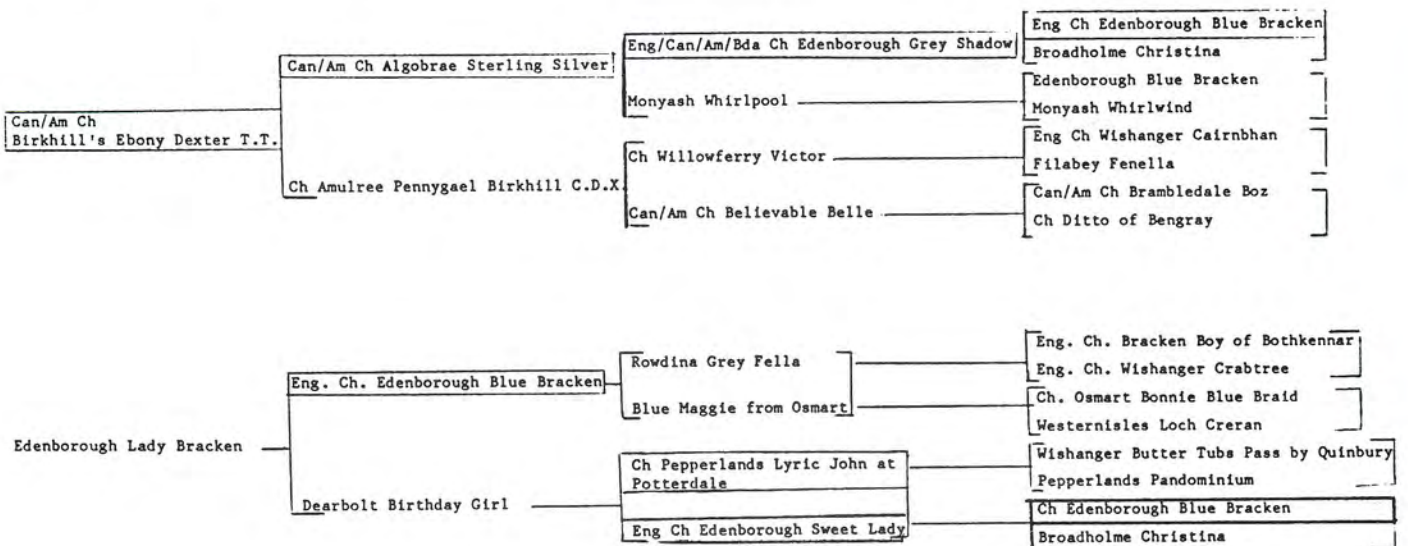 Eng Ch Edenborough Blue Bracken
Eng/Can/Am/Bda Ch Edenborough Grey Shadow
Broadholme Christina
Can/Am Ch Algobrae Sterling Silver
Edenborough Blue Bracken
Monyash Whirlpool
Monyash Whirlwind
Can/Am Ch
Birkhill's Ebony Dexter T.T.
Eng Ch Wishanger Cairnbhan
Ch Willowferry Victor
Filabey Fenella
Ch Amulree Pennygael Birkhill C.D.X.
Can/Am Ch Brambledale Boz
Can/Am Ch Believable Belle
Ch Ditto of Bengray
Eng. Ch. Bracken Boy of Bothkennar
Rowdina Grey Fella
Eng. Ch. Wishanger Crabtree
Eng. Ch. Edenborough Blue Bracken
Ch. Osmart Bonnie Blue Braid
Blue Maggie from Osmart
Westernisles Loch Creran
Edenborough Lady Bracken
Wishanger Butter Tubs Pass by Quinbury
Ch Pepperlands Lyric John at
Potterdale
Pepperlands Pandominium
Dearbolt Birthday Girl
Ch Edenborough Blue Bracken
Eng Ch Edenborough Sweet Lady
Broadholme Christina